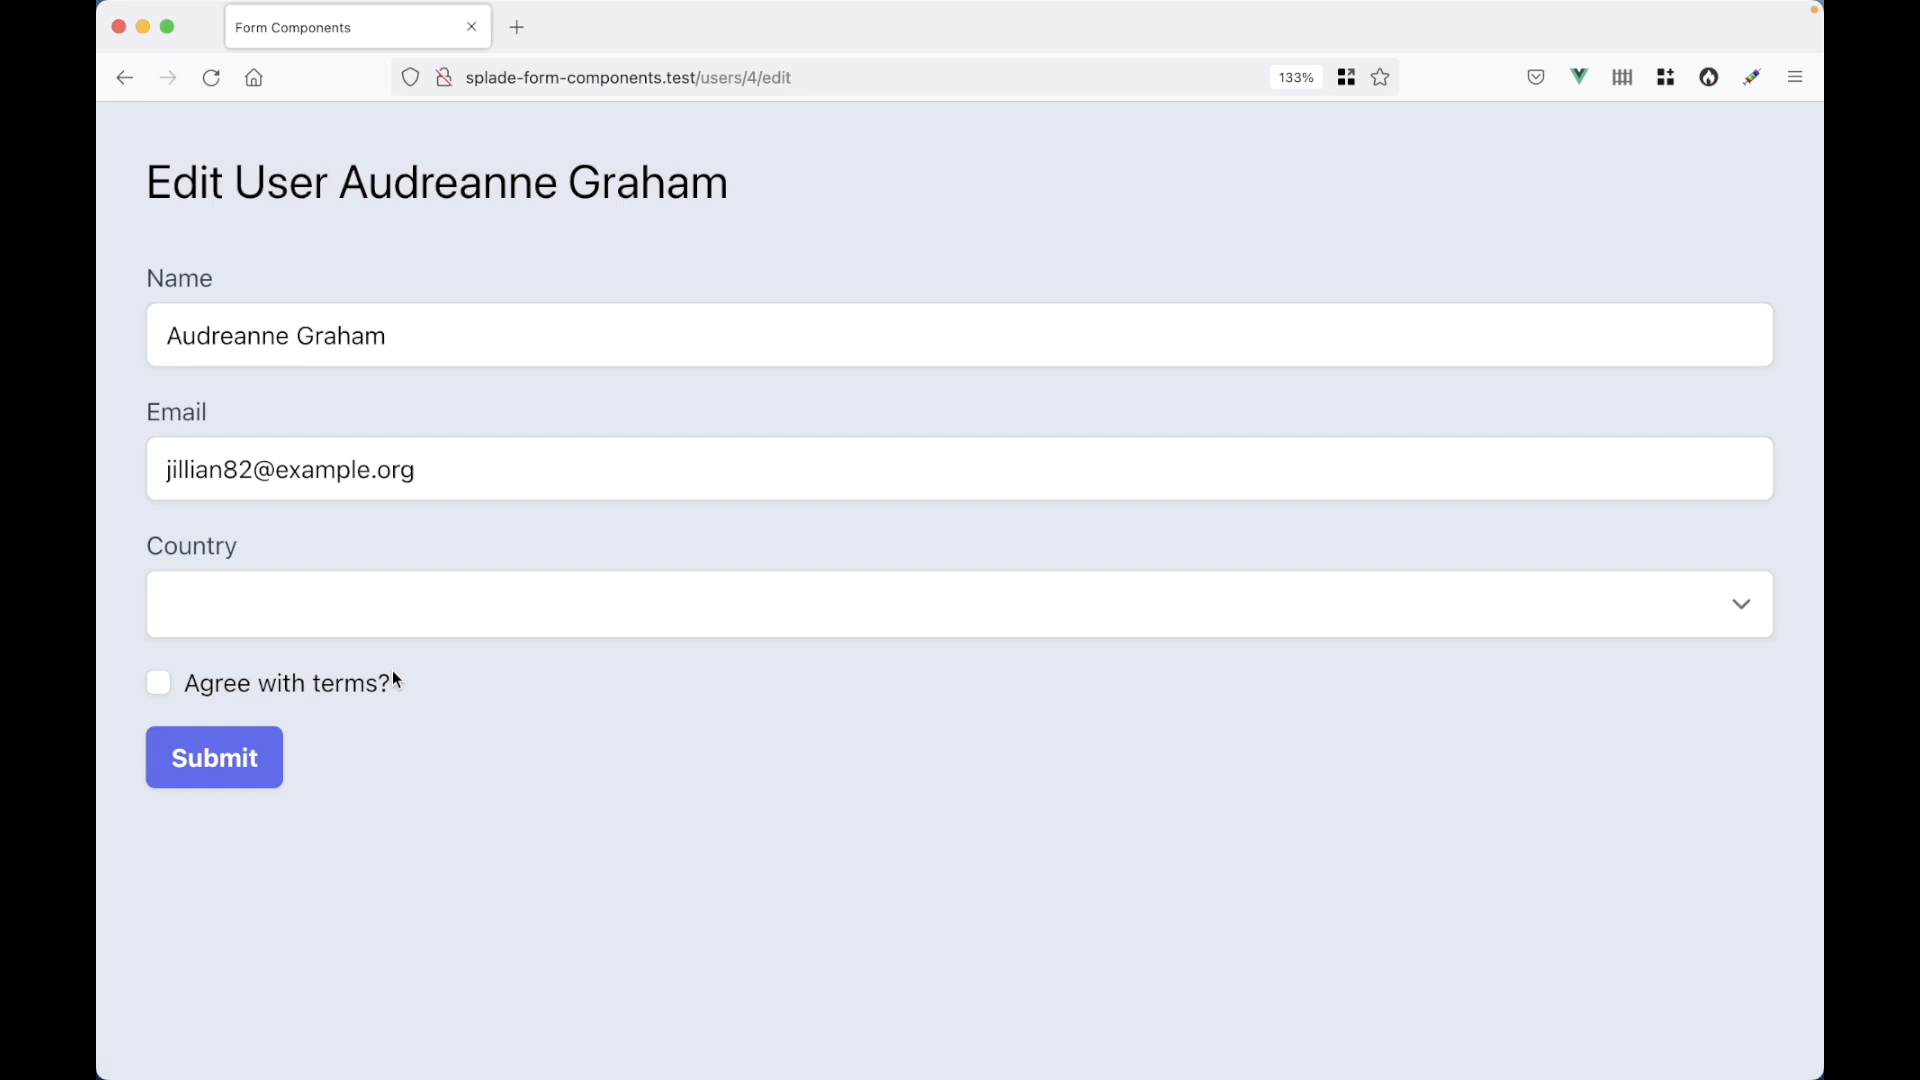 Form Components
splade-form-components.test/users/4/edit
133%
Edit User Audreanne Graham
Name
Audreanne Graham
Email
jillian82@example.org
Country
Agree with terms?
Submit